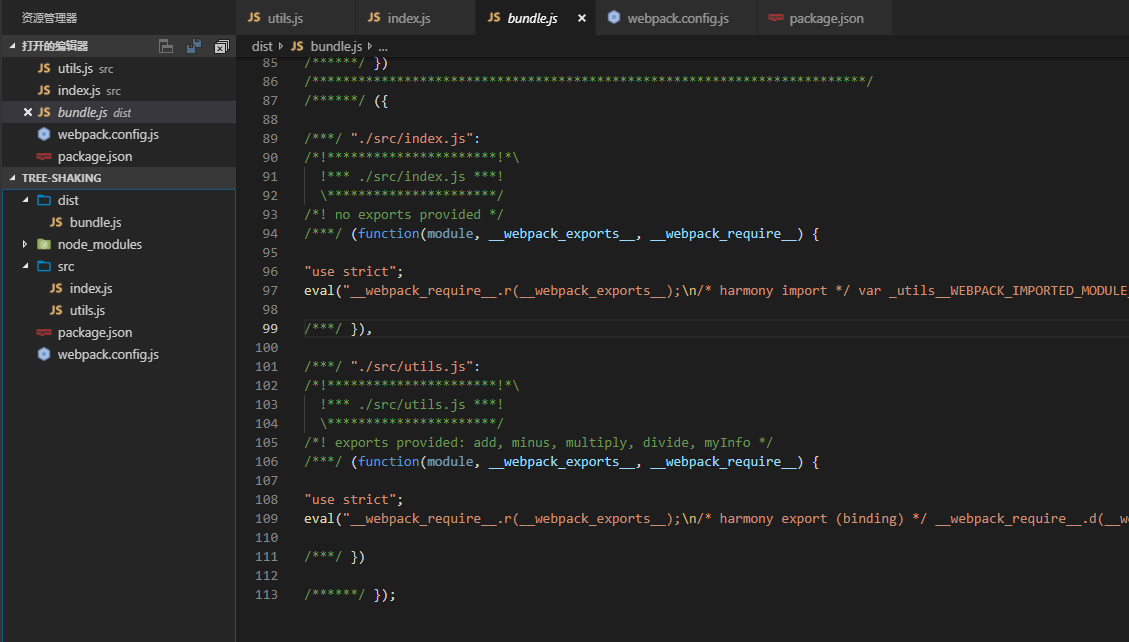 资源管理器
打开的编辑器
JS utils.js src
JS index.js src
JS bundle.js dist
webpack.config.js
package.json
TREE-SHAKING
dist
JS bundle.js
node_modules
src
JS index.js
JS utils.js
package.json
webpack.config.js
JS utils.js JS index.js JS bundle.js webpack.config.js package.json
dist JS bundle.js ...
85 /******/ })
86 /************************************************************************/
87 /******/ ({
88
89 /***/ "./src/index.js":
90 /*!**********************!*\
91 !*** ./src/index.js ***!
92 \**********************/
93 /*! no exports provided */
94 /***/ (function(module, __webpack_exports__, __webpack_require__) {
95
96 "use strict";
97 eval("__webpack_require__.r(__webpack_exports__);\n/* harmony import */ var _utils__WEBPACK_IMPORTED_MODULE_
98
99 /***/ }),
100
101 /***/ "./src/utils.js":
102 /*!**********************!*\
103 !*** ./src/utils.js ***!
104 \**********************/
105 /*! exports provided: add, minus, multiply, divide, myInfo */
106 /***/ (function(module, __webpack_exports__, __webpack_require__) {
107
108 "use strict";
109 eval("__webpack_require__.r(__webpack_exports__);\n/* harmony export (binding) */ __webpack_require__.d(__w
110
111 /***/ })
112
113 /******/ });